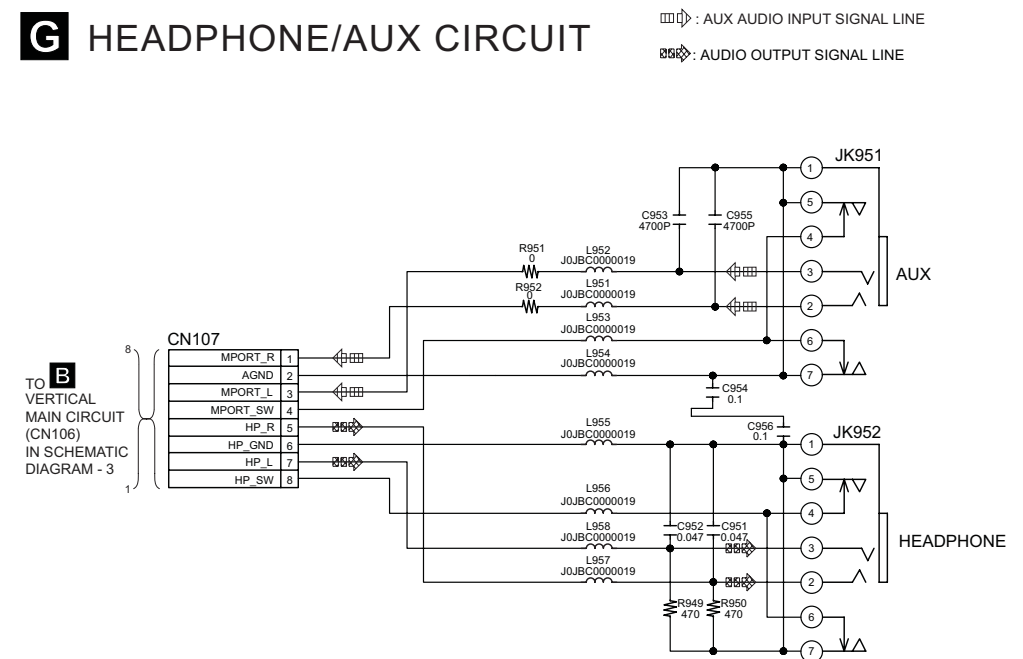 G HEADPHONE/AUX CIRCUIT
: AUX AUDIO INPUT SIGNAL LINE
: AUDIO OUTPUT SIGNAL LINE
JK951
1
5
4
3
2
6
7
AUX
C953
4700P
C955
4700P
R951
0
L952
J0JBC0000019
R952
0
L951
J0JBC0000019
L953
J0JBC0000019
L954
J0JBC0000019
C954
0.1
C956
0.1
CN107
8
1
TO B
VERTICAL
MAIN CIRCUIT
(CN106)
IN SCHEMATIC
DIAGRAM - 3
MPORT_R 1
AGND 2
MPORT_L 3
MPORT_SW 4
HP_R 5
HP_GND 6
HP_L 7
HP_SW 8
L955
J0JBC0000019
L956
J0JBC0000019
L958
J0JBC0000019
L957
J0JBC0000019
C952
0.047
C951
0.047
R949
470
R950
470
JK952
1
5
4
3
2
6
7
HEADPHONE